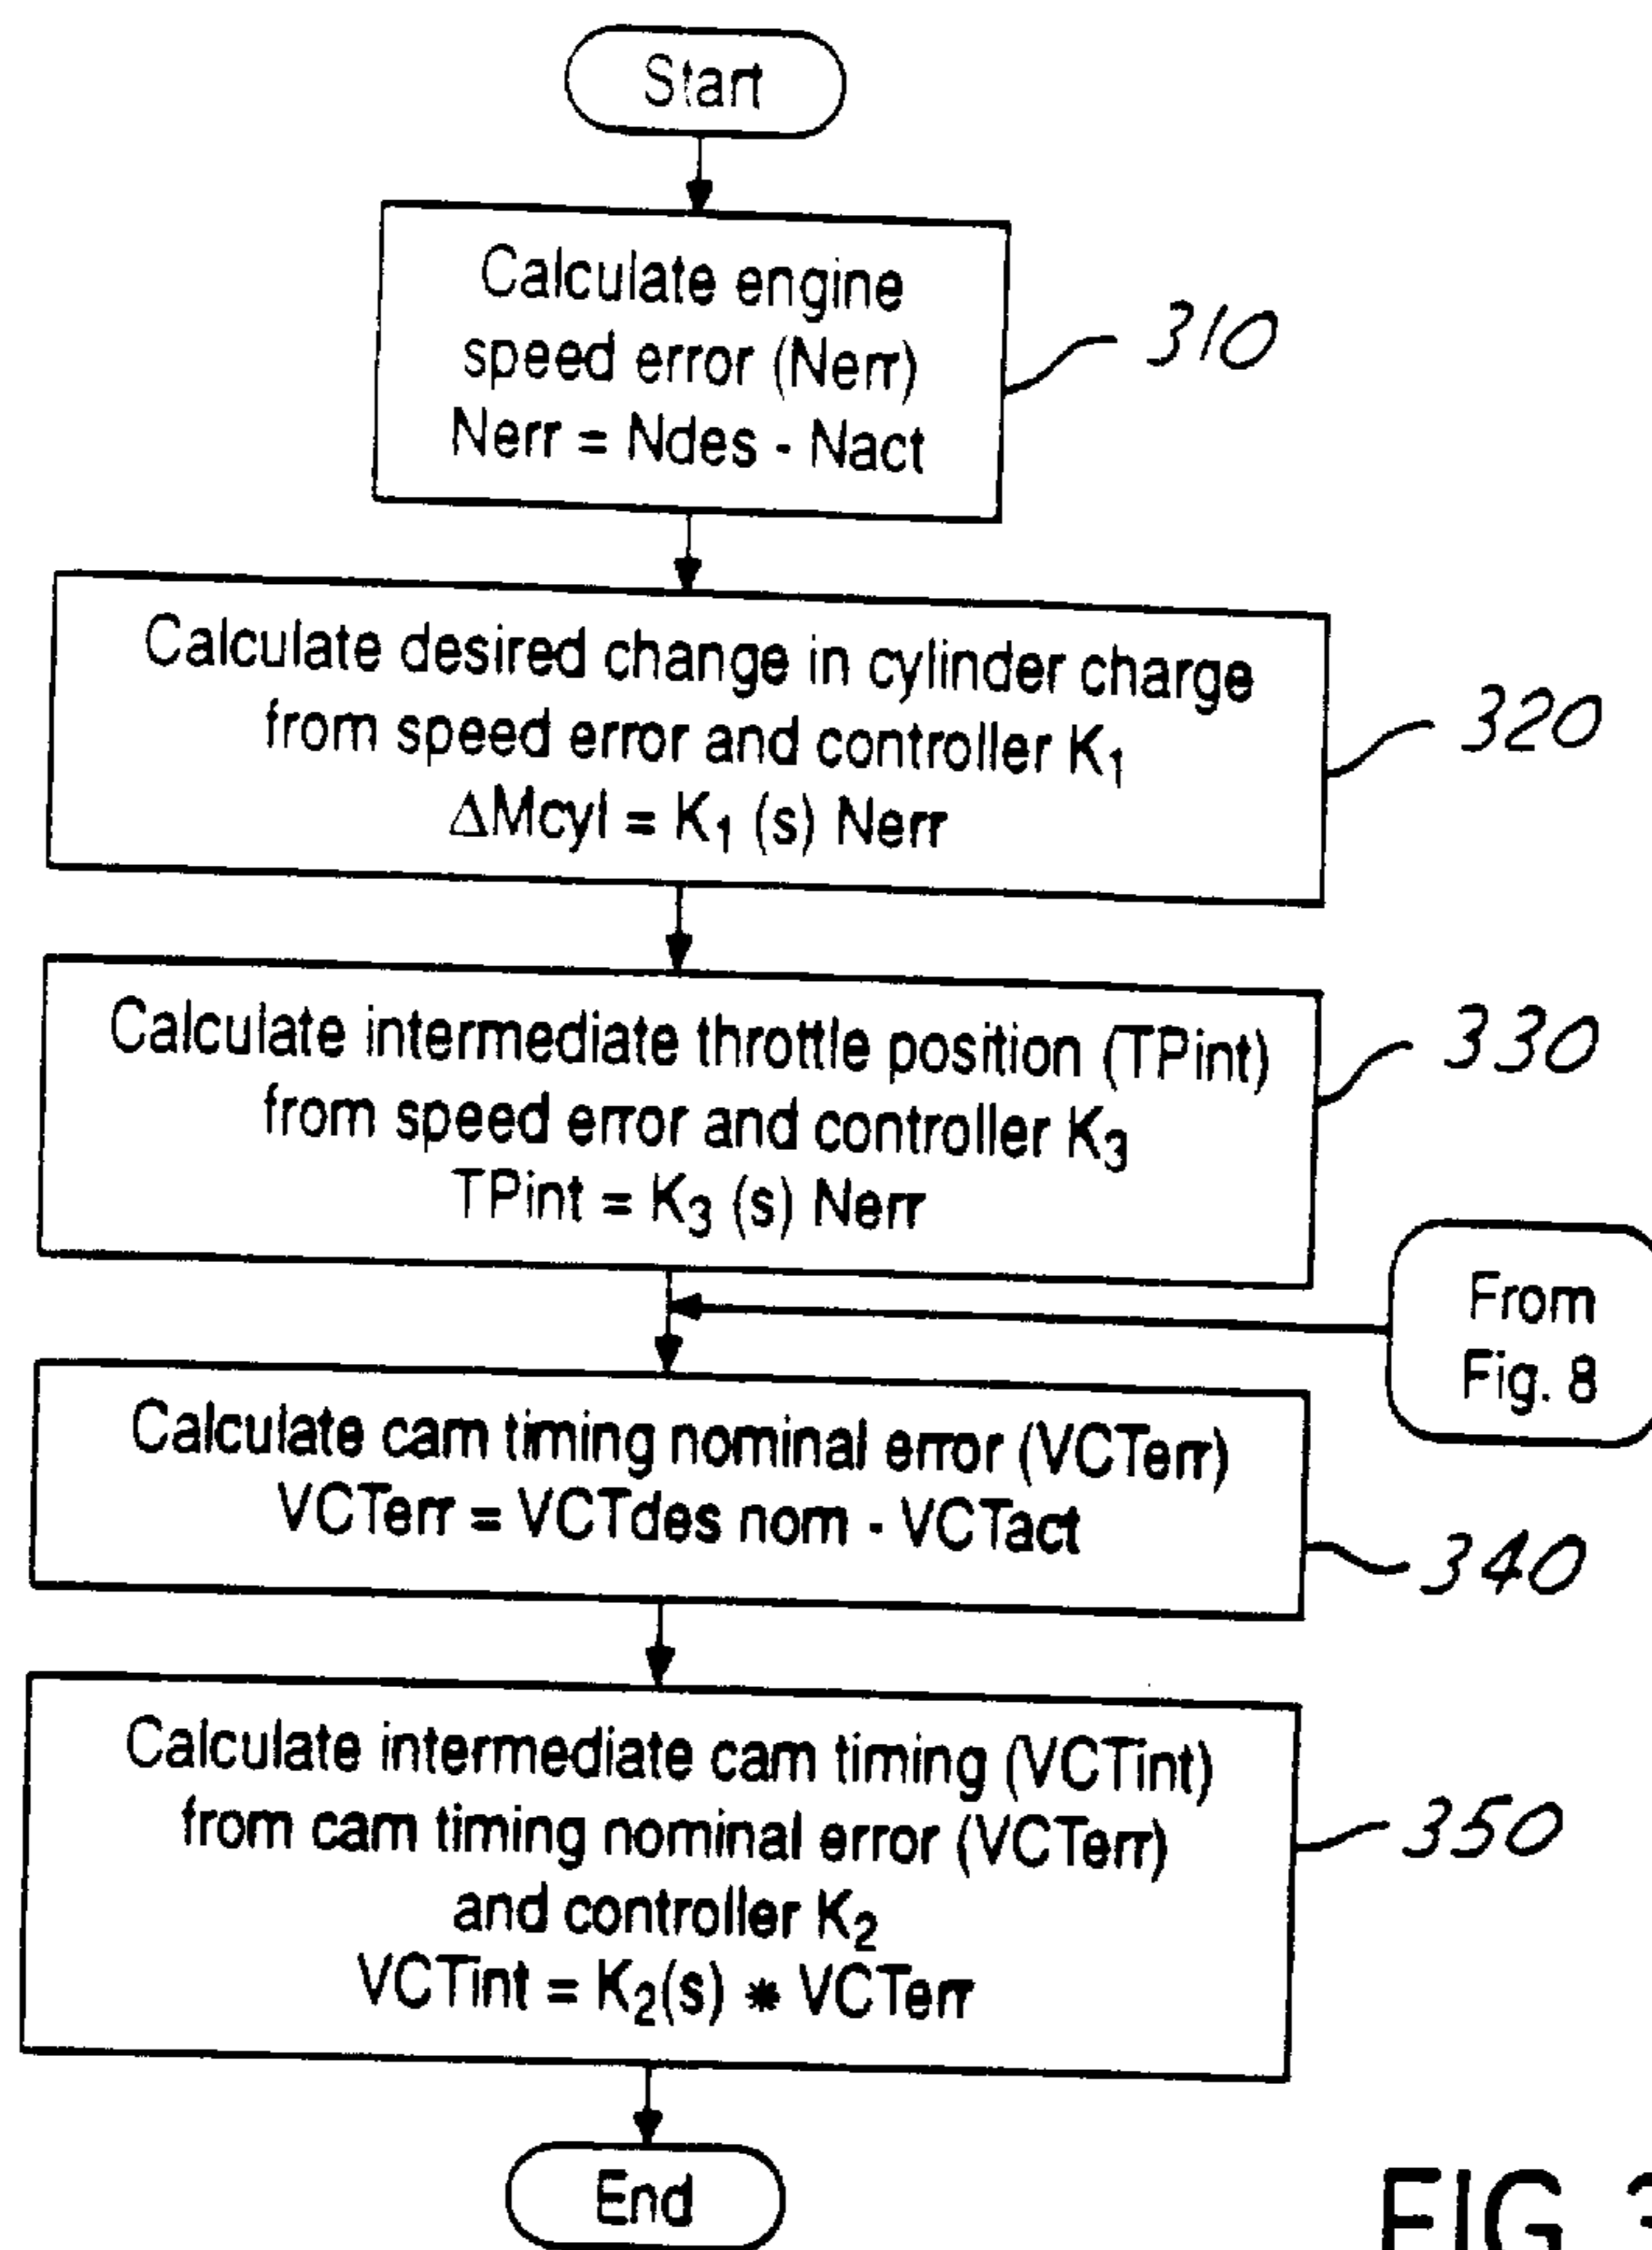 Start
Calculate engine
speed error (Nerr)
Nerr = Ndes - Nact
310
Calculate desired change in cylinder charge
from speed error and controller K₁
ΔMcyl = K₁ (s) Nerr
320
Calculate intermediate throttle position (TPint)
from speed error and controller K₃
TPint = K₃ (s) Nerr
330
From
Fig. 8
Calculate cam timing nominal error (VCTerr)
VCTerr = VCTdes nom - VCTact
340
Calculate intermediate cam timing (VCTint)
from cam timing nominal error (VCTerr)
and controller K₂
VCTint = K₂(s) * VCTerr
350
End
FIG